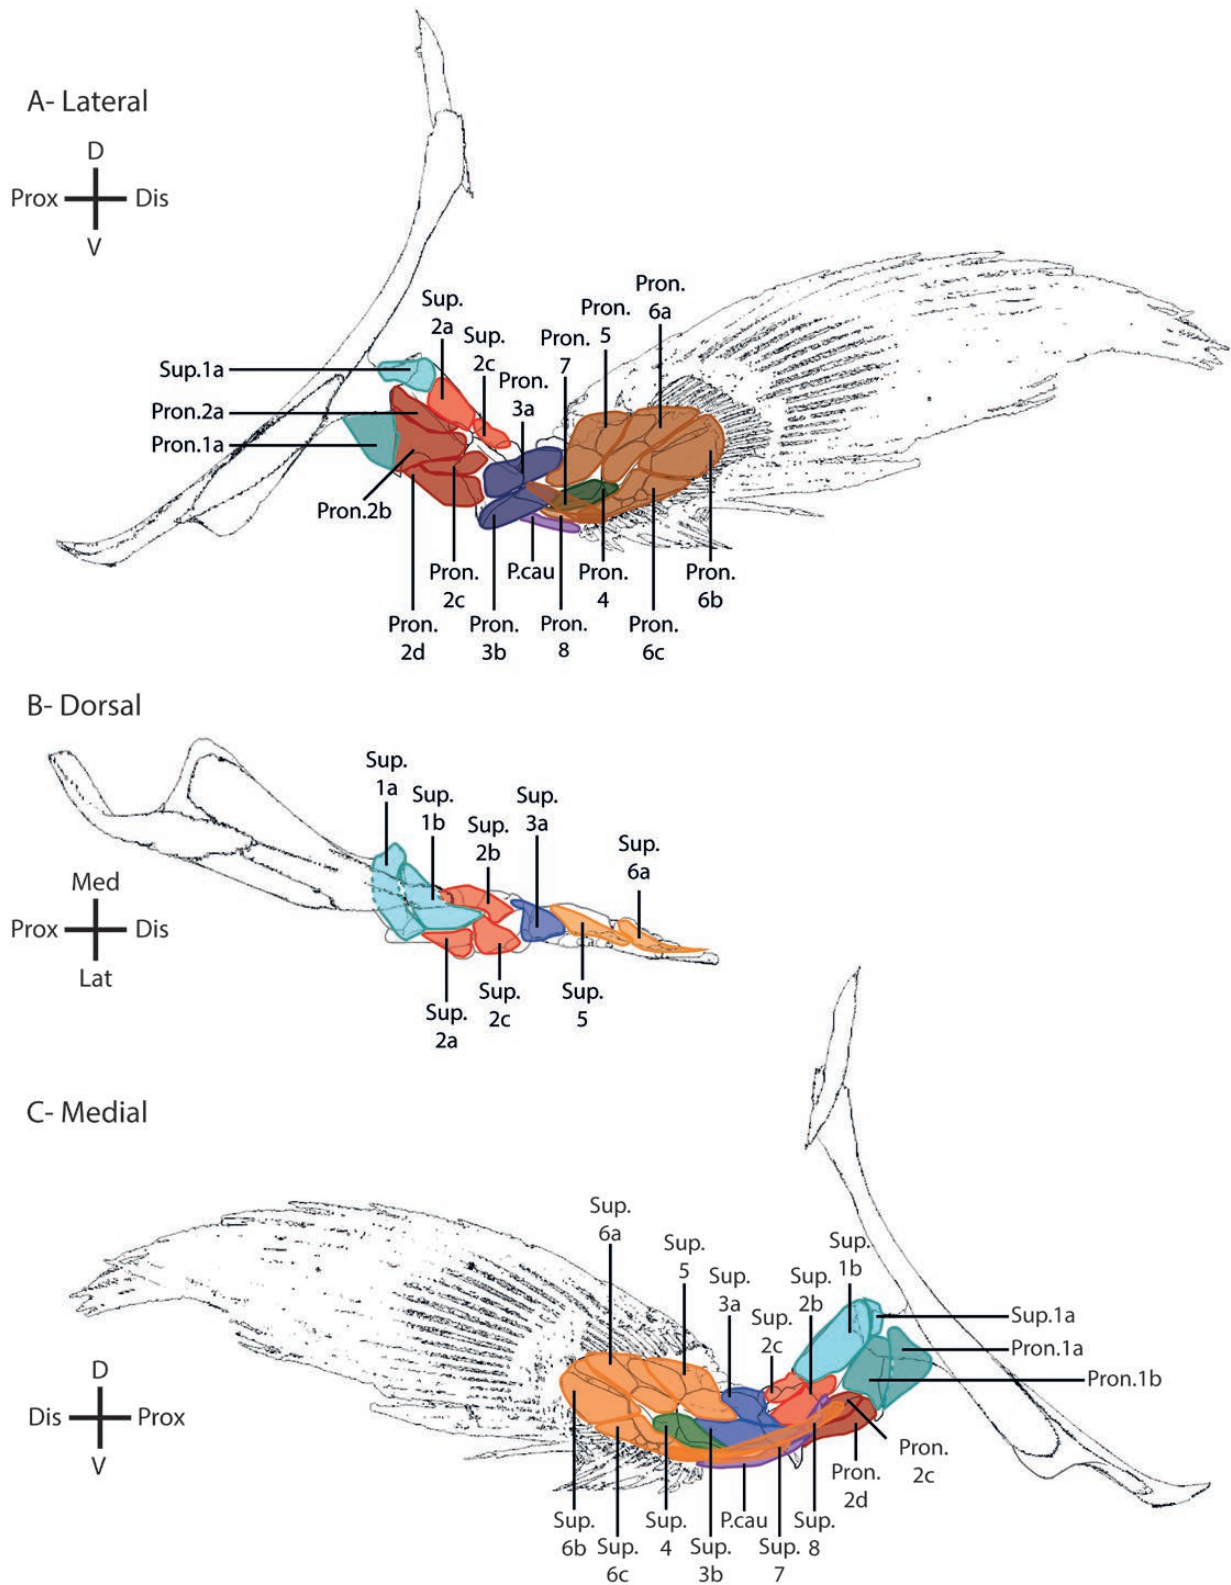 A- Lateral
D
Prox
Dis
V
Sup.
2a
Sup.
2c
Pron.
3a
Pron.
7
Pron.
5
Pron.
6a
Sup.1a
Pron.2a
Pron.1a
Pron.2b
Pron.
2c
P.cau
Pron.
4
Pron.
6b
Pron.
2d
Pron.
3b
Pron.
8
Pron.
6c
B- Dorsal
Sup.
1a
Sup.
1b
Sup.
2b
Sup.
3a
Sup.
6a
Med
Prox
Dis
Lat
Sup.
2a
Sup.
2c
Sup.
5
C- Medial
Sup.
6a
Sup.
5
Sup.
3a
Sup.
2c
Sup.
2b
Sup.
1b
Sup.1a
Pron.1a
Pron.1b
D
Dis
Prox
V
Pron.
2c
Pron.
2d
Sup.
6b
Sup.
6c
Sup.
4
Sup.
3b
P.cau
Sup.
7
Sup.
8